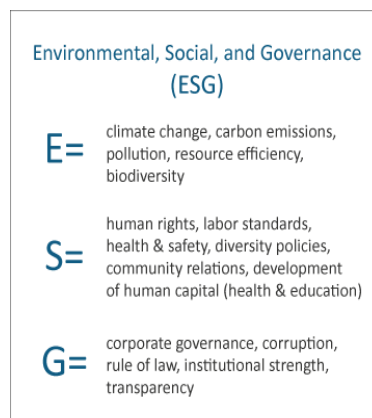 Environmental, Social, and Governance
(ESG)
E= climate change, carbon emissions,
pollution, resource efficiency,
biodiversity
S= human rights, labor standards,
health & safety, diversity policies,
community relations, development
of human capital (health & education)
G= corporate governance, corruption,
rule of law, institutional strength,
transparency